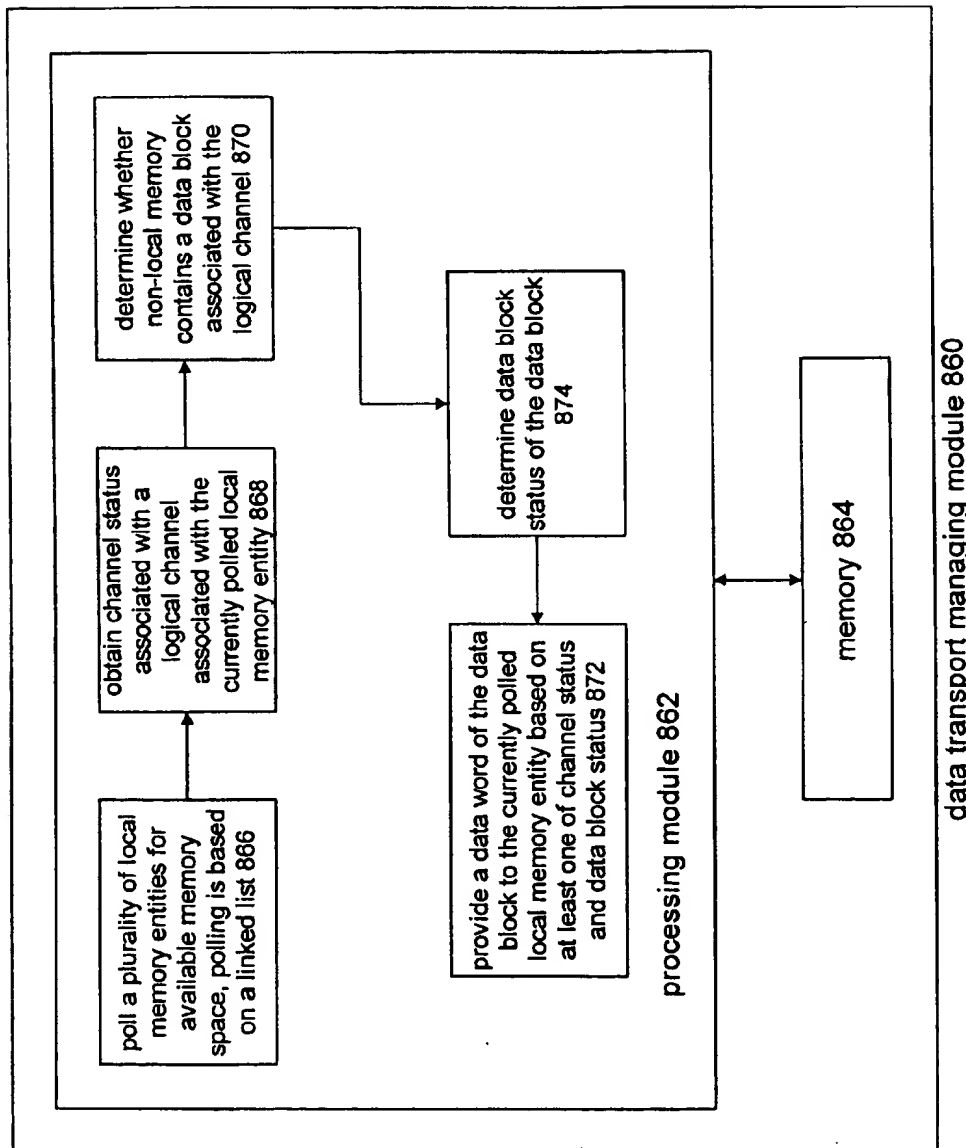 poll a plurality of local
memory entities for
available memory
space, polling is based
on a linked list 866
obtain channel status
associated with a
logical channel
associated with the
currently polled local
memory entity 868
determine whether
non-local memory
contains a data block
associated with the
logical channel 870
determine data block
status of the data block
874
provide a data word of the data
block to the currently polled
local memory entity based on
at least one of channel status
and data block status 872
processing module 862
memory 864
data transport managing module 860